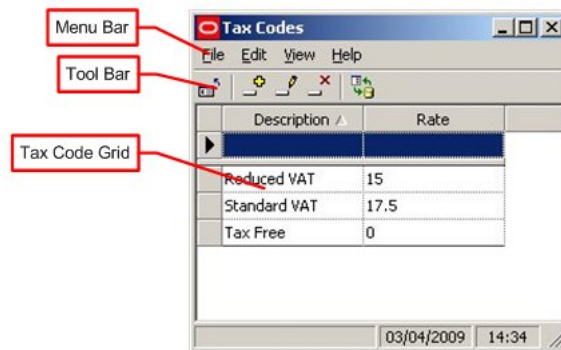 Menu Bar
Tax Codes
File Edit View Help
Tool Bar
Description Rate
Tax Code Grid
Reduced VAT 15
Standard VAT 17.5
Tax Free 0
03/04/2009 14:34